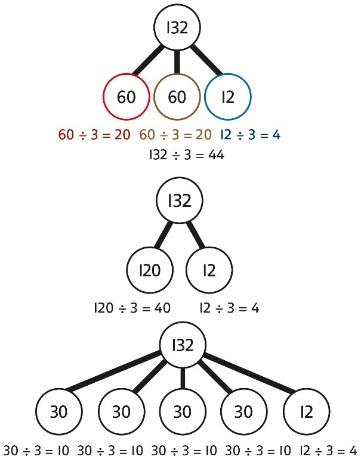 132
60 60 12
60 ÷ 3 = 20 60 ÷ 3 = 20 12 ÷ 3 = 4
132 ÷ 3 = 44
132
120 12
120 ÷ 3 = 40 12 ÷ 3 = 4
132
30 30 30 30 12
30 ÷ 3 = 10 30 ÷ 3 = 10 30 ÷ 3 = 10 30 ÷ 3 = 10 12 ÷ 3 = 4